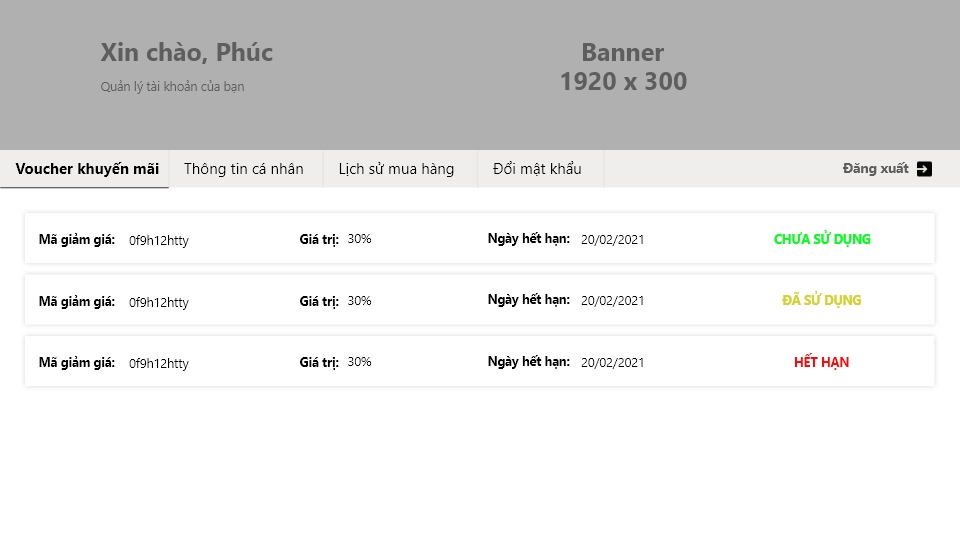 Xin chào, Phúc
Quản lý tài khoản của bạn
Banner
1920 x 300
Voucher khuyến mãi Thông tin cá nhân Lịch sử mua hàng Đổi mật khẩu Đăng xuất
Mã giảm giá: 0f9h12htty Giá trị: 30% Ngày hết hạn: 20/02/2021 CHƯA SỬ DỤNG
Mã giảm giá: 0f9h12htty Giá trị: 30% Ngày hết hạn: 20/02/2021 ĐÃ SỬ DỤNG
Mã giảm giá: 0f9h12htty Giá trị: 30% Ngày hết hạn: 20/02/2021 HẾT HẠN